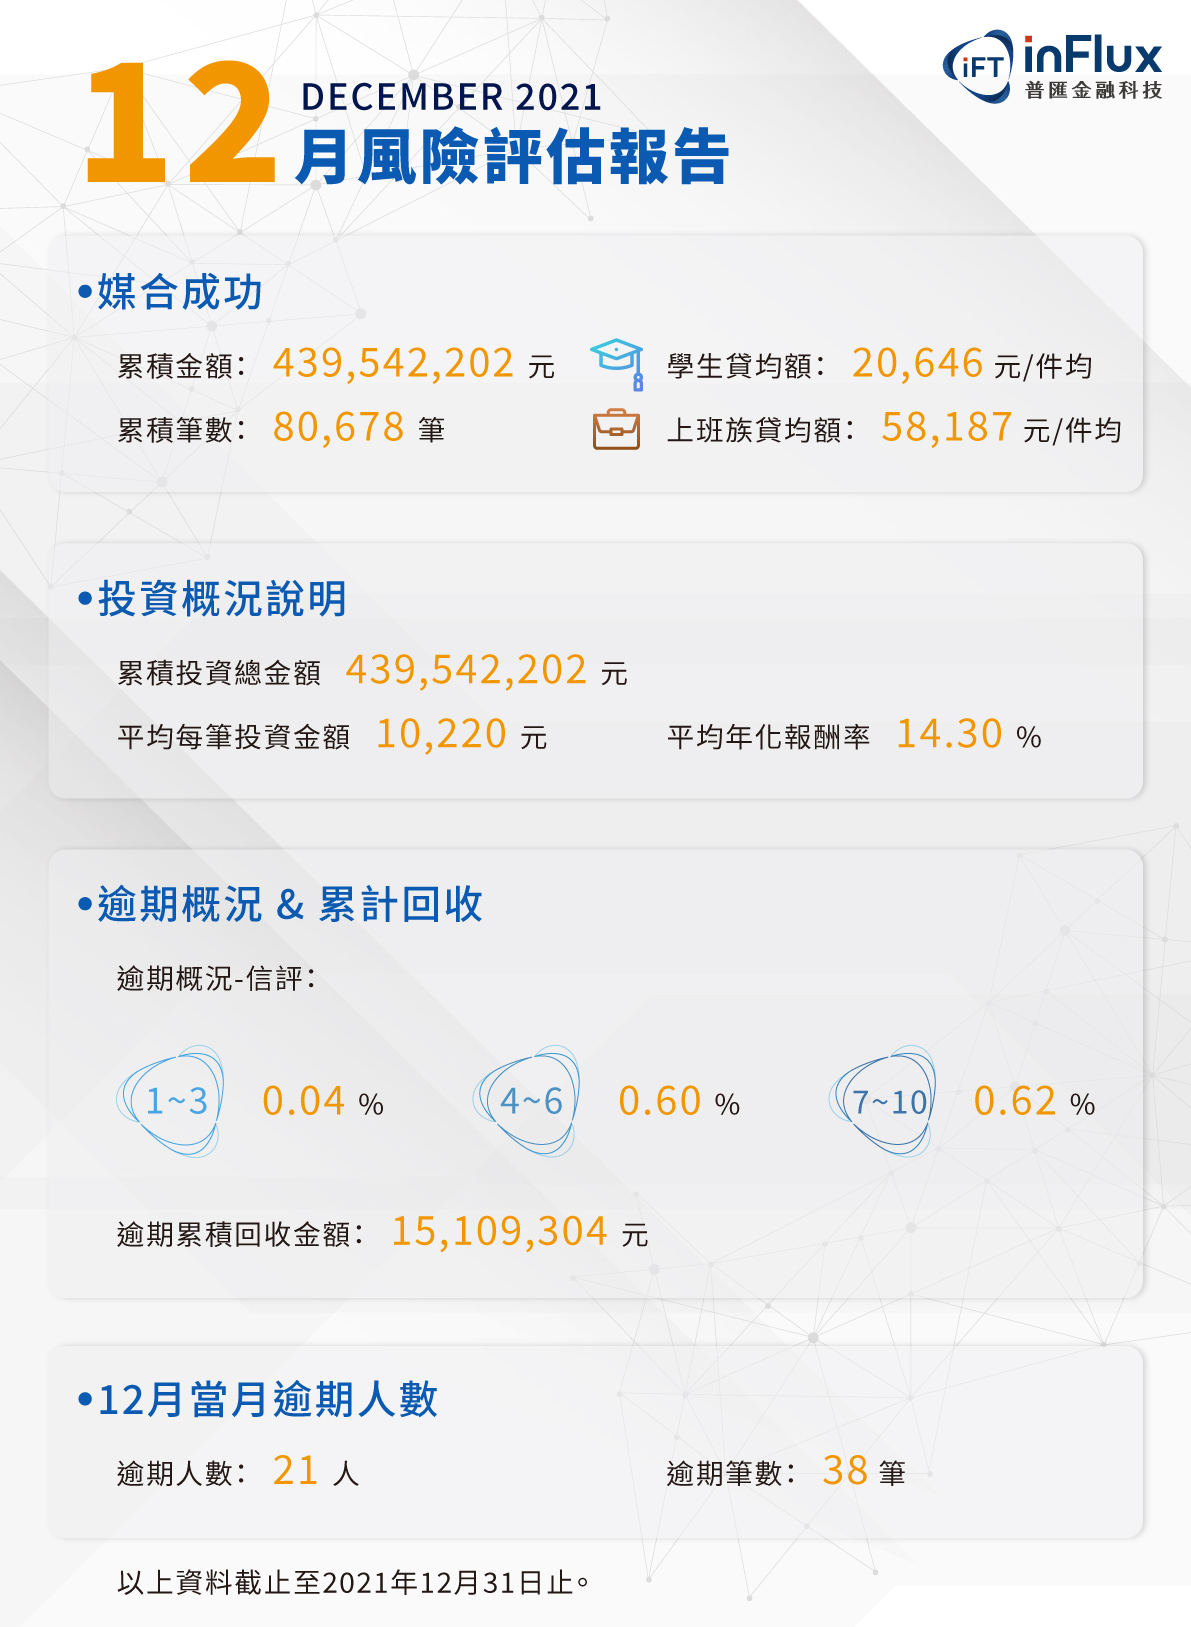 12
DECEMBER 2021
月風險評估報告
iFT inFlux
普匯金融科技
•媒合成功
累積金額： 439,542,202 元
學生貸均額： 20,646 元/件均
累積筆數： 80,678 筆
上班族貸均額： 58,187 元/件均
•投資概況說明
累積投資總金額 439,542,202 元
平均每筆投資金額 10,220 元
平均年化報酬率 14.30 %
•逾期概況 & 累計回收
逾期概況-信評：
1~3 0.04 %
4~6 0.60 %
7~10 0.62 %
逾期累積回收金額： 15,109,304 元
•12月當月逾期人數
逾期人數： 21 人
逾期筆數： 38 筆
以上資料截止至2021年12月31日止。